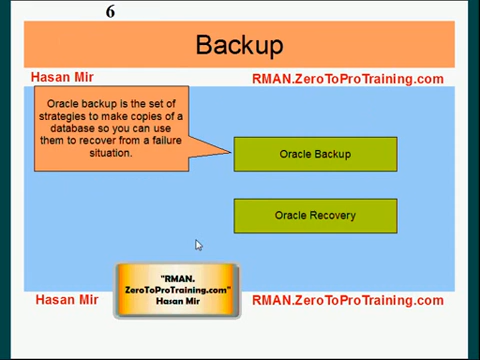 6
Backup
Hasan Mir
RMAN.ZeroToProTraining.com
Oracle backup is the set of
strategies to make copies of a
database so you can use
them to recover from a failure
situation.
Oracle Backup
Oracle Recovery
"RMAN.
ZeroToProTraining.com"
Hasan Mir
Hasan Mir
RMAN.ZeroToProTraining.com